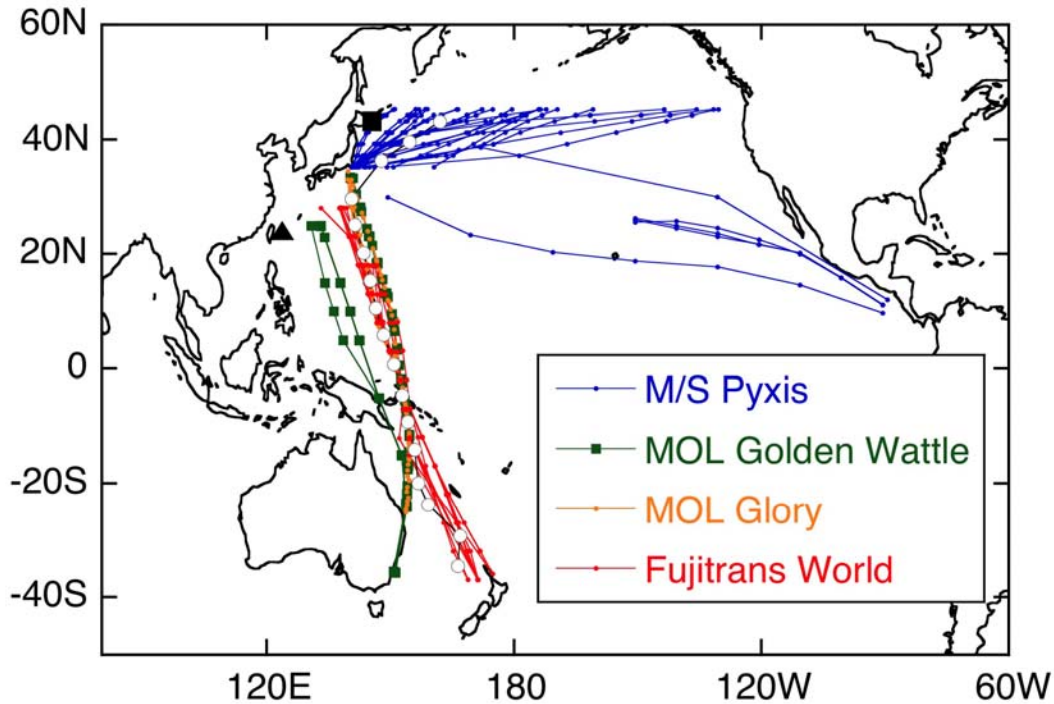 60N
40N
20N
0
-20S
-40S
120E
180
120W
60W
M/S Pyxis
MOL Golden Wattle
MOL Glory
Fujitrans World